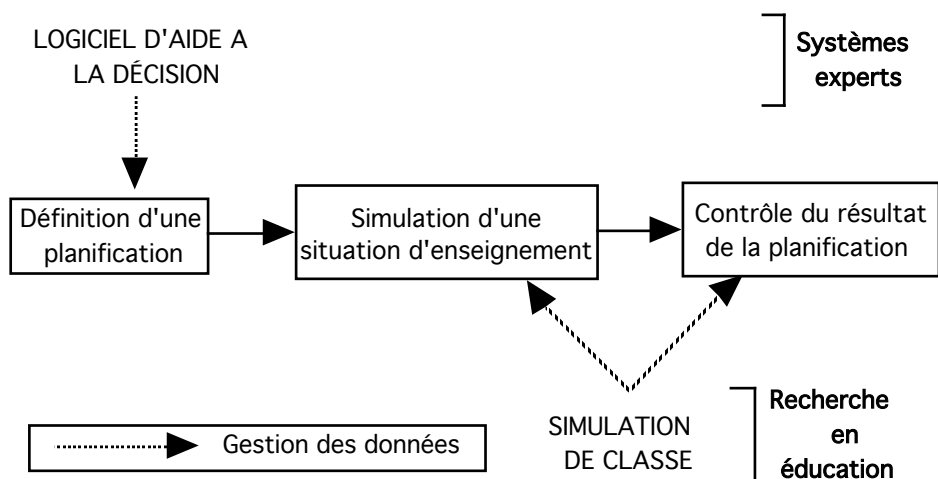 LOGICIEL D'AIDE A
LA DÉCISION
Systèmes
experts
Définition d'une
planification
Simulation d'une
situation d'enseignement
Contrôle du résultat
de la planification
Gestion des données
SIMULATION
DE CLASSE
Recherche
en
éducation